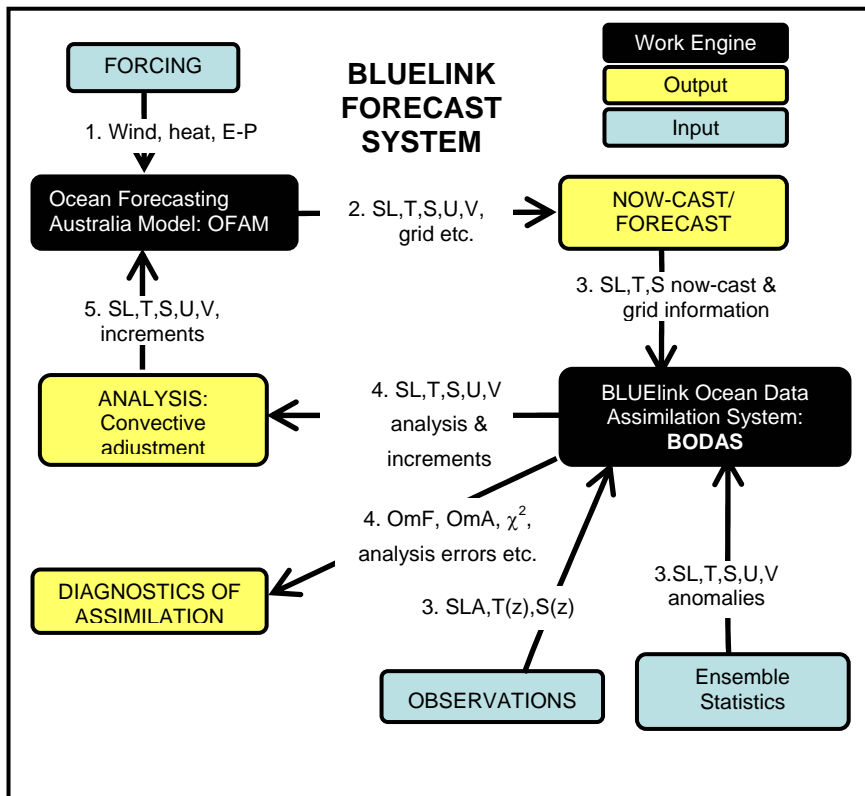 FORCING
BLUELINK
FORECAST
SYSTEM
Work Engine
Output
Input
1. Wind, heat, E-P
Ocean Forecasting
Australia Model: OFAM
2. SL,T,S,U,V,
grid etc.
NOW-CAST/
FORECAST
3. SL,T,S now-cast &
grid information
5. SL,T,S,U,V,
increments
ANALYSIS:
Convective
adjustment
4. SL,T,S,U,V
analysis &
increments
BLUElink Ocean Data
Assimilation System:
BODAS
4. OmF, OmA, χ²,
analysis errors etc.
DIAGNOSTICS OF
ASSIMILATION
3. SLA,T(z),S(z)
3.SL,T,S,U,V
anomalies
OBSERVATIONS
Ensemble
Statistics